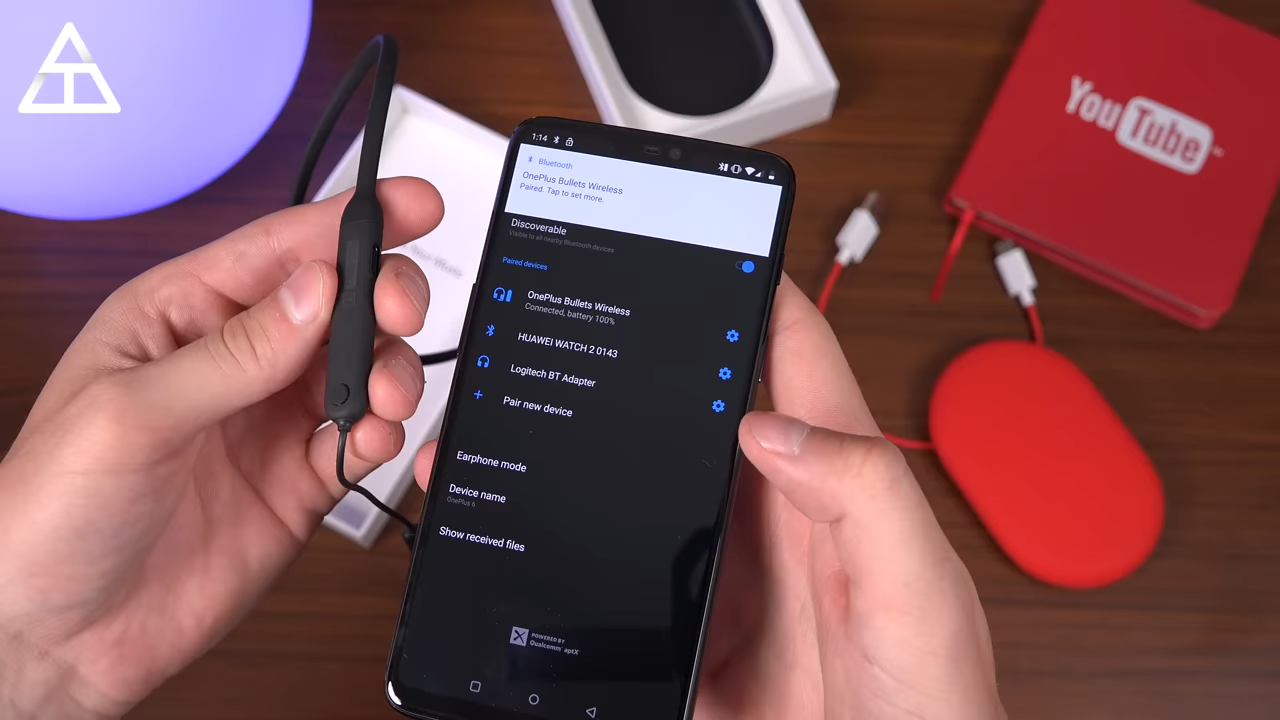 1:14
Bluetooth
OnePlus Bullets Wireless
Paired. Tap to set more.
Discoverable
Visible to all nearby Bluetooth devices.
Paired devices
OnePlus Bullets Wireless
Connected, battery 100%
HUAWEI WATCH 2 0143
Logitech BT Adapter
Pair new device
Earphone mode
Device name
OnePlus 6
Show received files
POWERED BY
Qualcomm aptX
YouTube